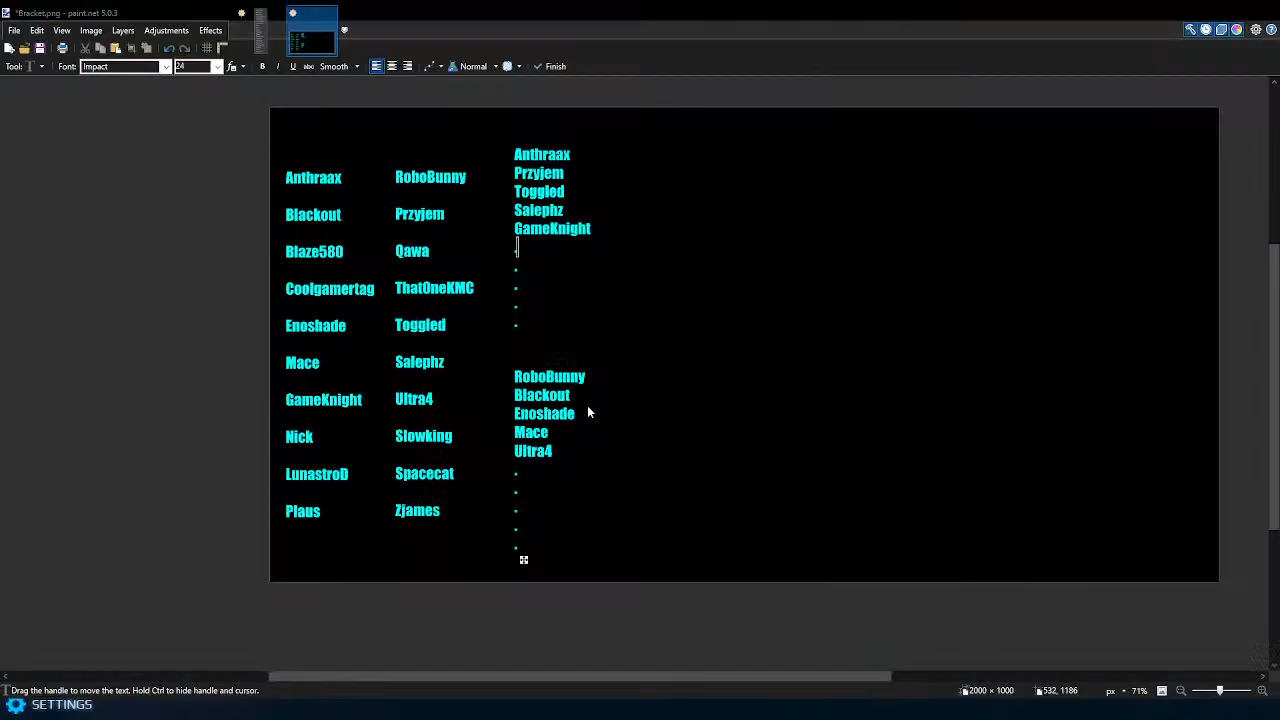 *Bracket.png - paint.net 5.0.3
File Edit View Image Layers Adjustments Effects
Tool: T Font: Impact 24 B I U abc Smooth Normal Finish
Anthraax
Blackout
Blaze580
Coolgamertag
Enoshade
Mace
GameKnight
Nick
LunastroD
Plaus
RoboBunny
Przyjem
Qawa
ThatOneKMC
Toggled
Salephz
Ultra4
Slowking
Spacecat
Zjames
Anthraax
Przyjem
Toggled
Salephz
GameKnight
.
.
.
.
.
RoboBunny
Blackout
Enoshade
Mace
Ultra4
.
.
.
.
.
Drag the handle to move the text. Hold Ctrl to hide handle and cursor.
2000 × 1000 532, 1186 px 71%
SETTINGS